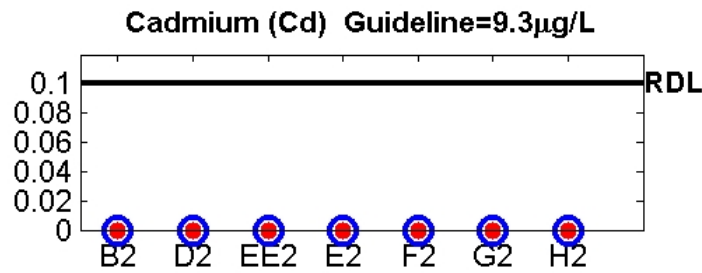 Cadmium (Cd)  Guideline=9.3μg/L
0.1
RDL
0.08
0.06
0.04
0.02
0
B2 D2 EE2 E2 F2 G2 H2